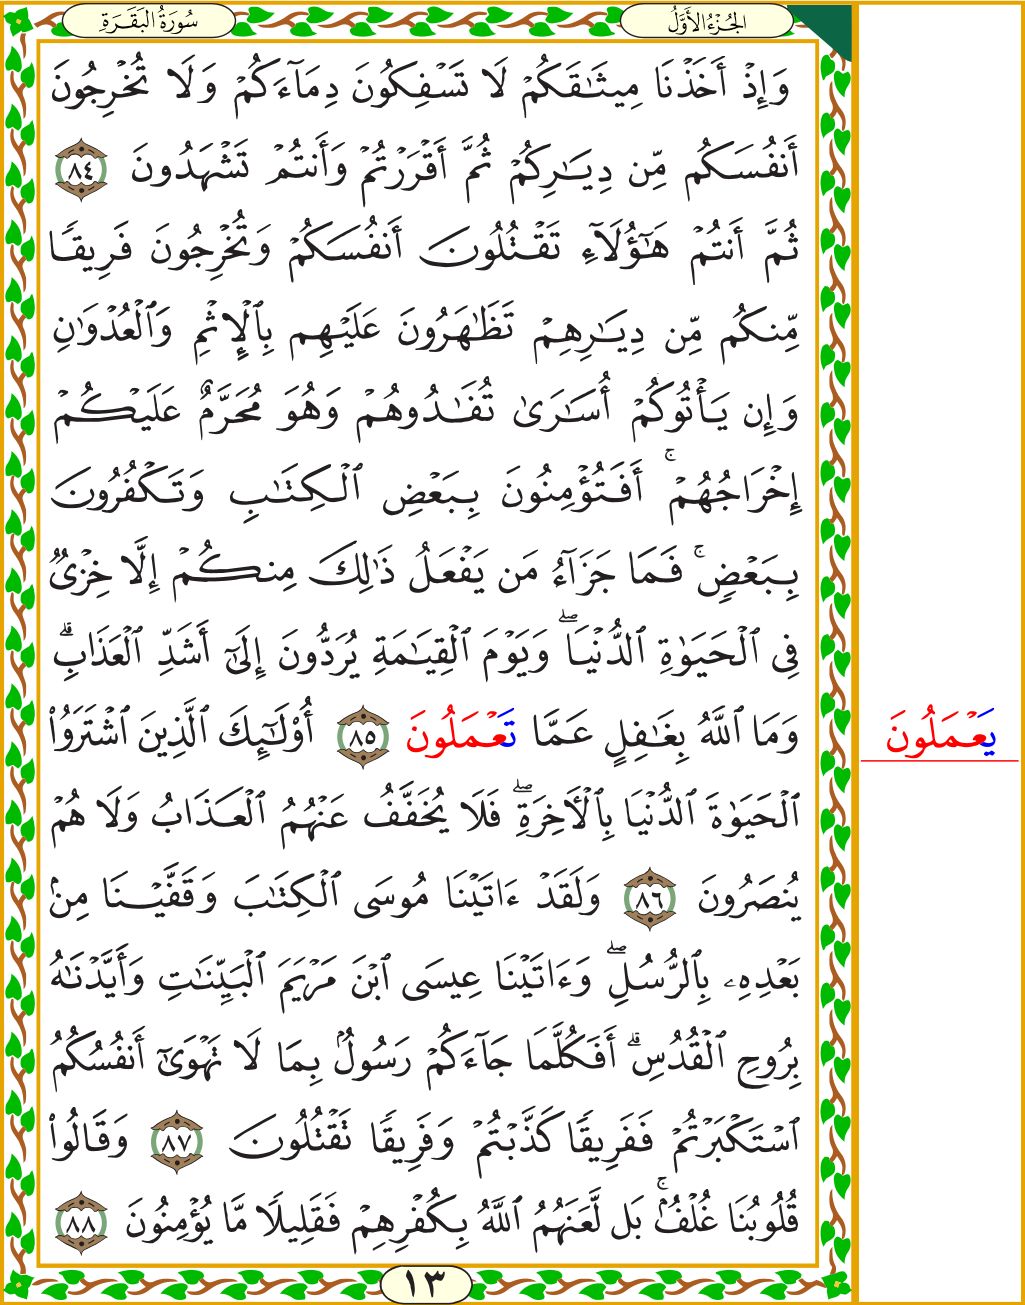 الجُزْءُ الأَوَّلُ
سُورَةُ البَقَرَةِ
وَإِذْ أَخَذْنَا مِيثَٰقَكُمْ لَا تَسْفِكُونَ دِمَآءَكُمْ وَلَا تُخْرِجُونَ
أَنفُسَكُم مِّن دِيَٰرِكُمْ ثُمَّ أَقْرَرْتُمْ وَأَنتُمْ تَشْهَدُونَ ٨٤
ثُمَّ أَنتُمْ هَٰٓؤُلَآءِ تَقْتُلُونَ أَنفُسَكُمْ وَتُخْرِجُونَ فَرِيقًا
مِّنكُم مِّن دِيَٰرِهِمْ تَظَٰهَرُونَ عَلَيْهِم بِٱلْإِثْمِ وَٱلْعُدْوَٰنِ
وَإِن يَأْتُوكُمْ أُسَٰرَىٰ تُفَٰدُوهُمْ وَهُوَ مُحَرَّمٌ عَلَيْكُمْ
إِخْرَاجُهُمْ ۚ أَفَتُؤْمِنُونَ بِبَعْضِ ٱلْكِتَٰبِ وَتَكْفُرُونَ
بِبَعْضٍ ۚ فَمَا جَزَآءُ مَن يَفْعَلُ ذَٰلِكَ مِنكُمْ إِلَّا خِزْىٌ
فِى ٱلْحَيَوٰةِ ٱلدُّنْيَا ۖ وَيَوْمَ ٱلْقِيَٰمَةِ يُرَدُّونَ إِلَىٰٓ أَشَدِّ ٱلْعَذَابِ ۗ
وَمَا ٱللَّهُ بِغَٰفِلٍ عَمَّا تَعْمَلُونَ ٨٥ أُو۟لَٰٓئِكَ ٱلَّذِينَ ٱشْتَرَوُا۟
يَعْمَلُونَ
ٱلْحَيَوٰةَ ٱلدُّنْيَا بِٱلْأَخِرَةِ ۖ فَلَا يُخَفَّفُ عَنْهُمُ ٱلْعَذَابُ وَلَا هُمْ
يُنصَرُونَ ٨٦ وَلَقَدْ ءَاتَيْنَا مُوسَى ٱلْكِتَٰبَ وَقَفَّيْنَا مِنۢ
بَعْدِهِۦ بِٱلرُّسُلِ ۖ وَءَاتَيْنَا عِيسَى ٱبْنَ مَرْيَمَ ٱلْبَيِّنَٰتِ وَأَيَّدْنَٰهُ
بِرُوحِ ٱلْقُدُسِ ۗ أَفَكُلَّمَا جَآءَكُمْ رَسُولٌۢ بِمَا لَا تَهْوَىٰٓ أَنفُسُكُمُ
ٱسْتَكْبَرْتُمْ فَفَرِيقًا كَذَّبْتُمْ وَفَرِيقًا تَقْتُلُونَ ٨٧ وَقَالُوا۟
قُلُوبُنَا غُلْفٌۢ ۚ بَل لَّعَنَهُمُ ٱللَّهُ بِكُفْرِهِمْ فَقَلِيلًا مَّا يُؤْمِنُونَ ٨٨
١٣